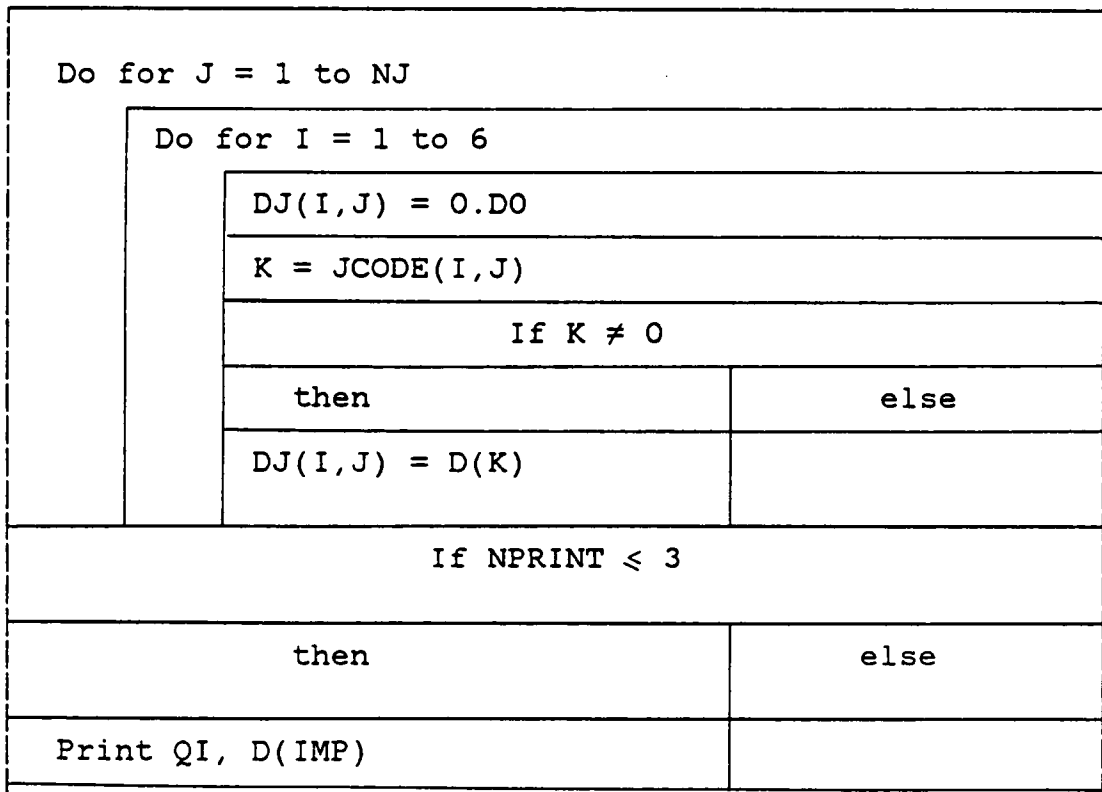 Do for J = 1 to NJ
Do for I = 1 to 6
DJ(I,J) = 0.D0
K = JCODE(I,J)
If K ≠ 0
then else
DJ(I,J) = D(K)
If NPRINT ⩽ 3
then else
Print QI, D(IMP)